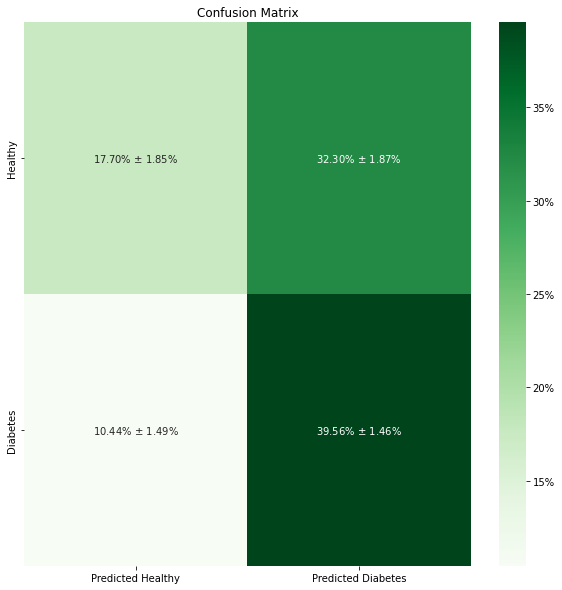 Confusion Matrix
Healthy
17.70% ± 1.85%
32.30% ± 1.87%
Diabetes
10.44% ± 1.49%
39.56% ± 1.46%
Predicted Healthy
Predicted Diabetes
35%
30%
25%
20%
15%